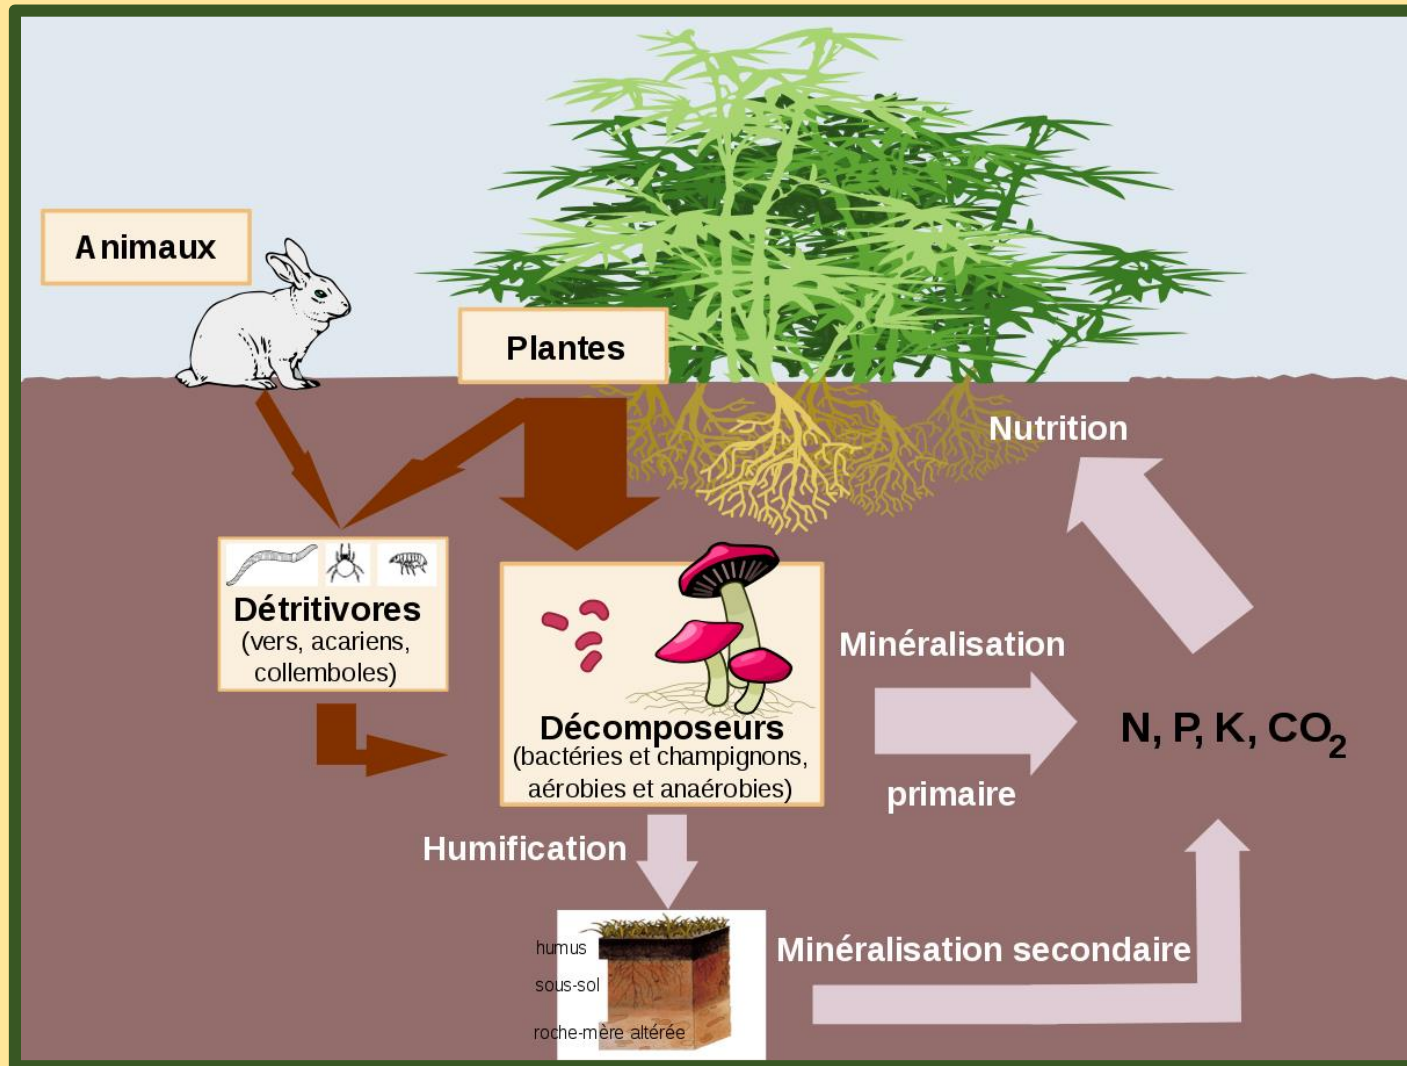 Animaux
Plantes
Nutrition
Détritivores
(vers, acariens,
collemboles)
Décomposeurs
(bactéries et champignons,
aérobies et anaérobies)
Minéralisation
primaire
N, P, K, CO₂
Humification
humus
sous-sol
roche-mère altérée
Minéralisation secondaire